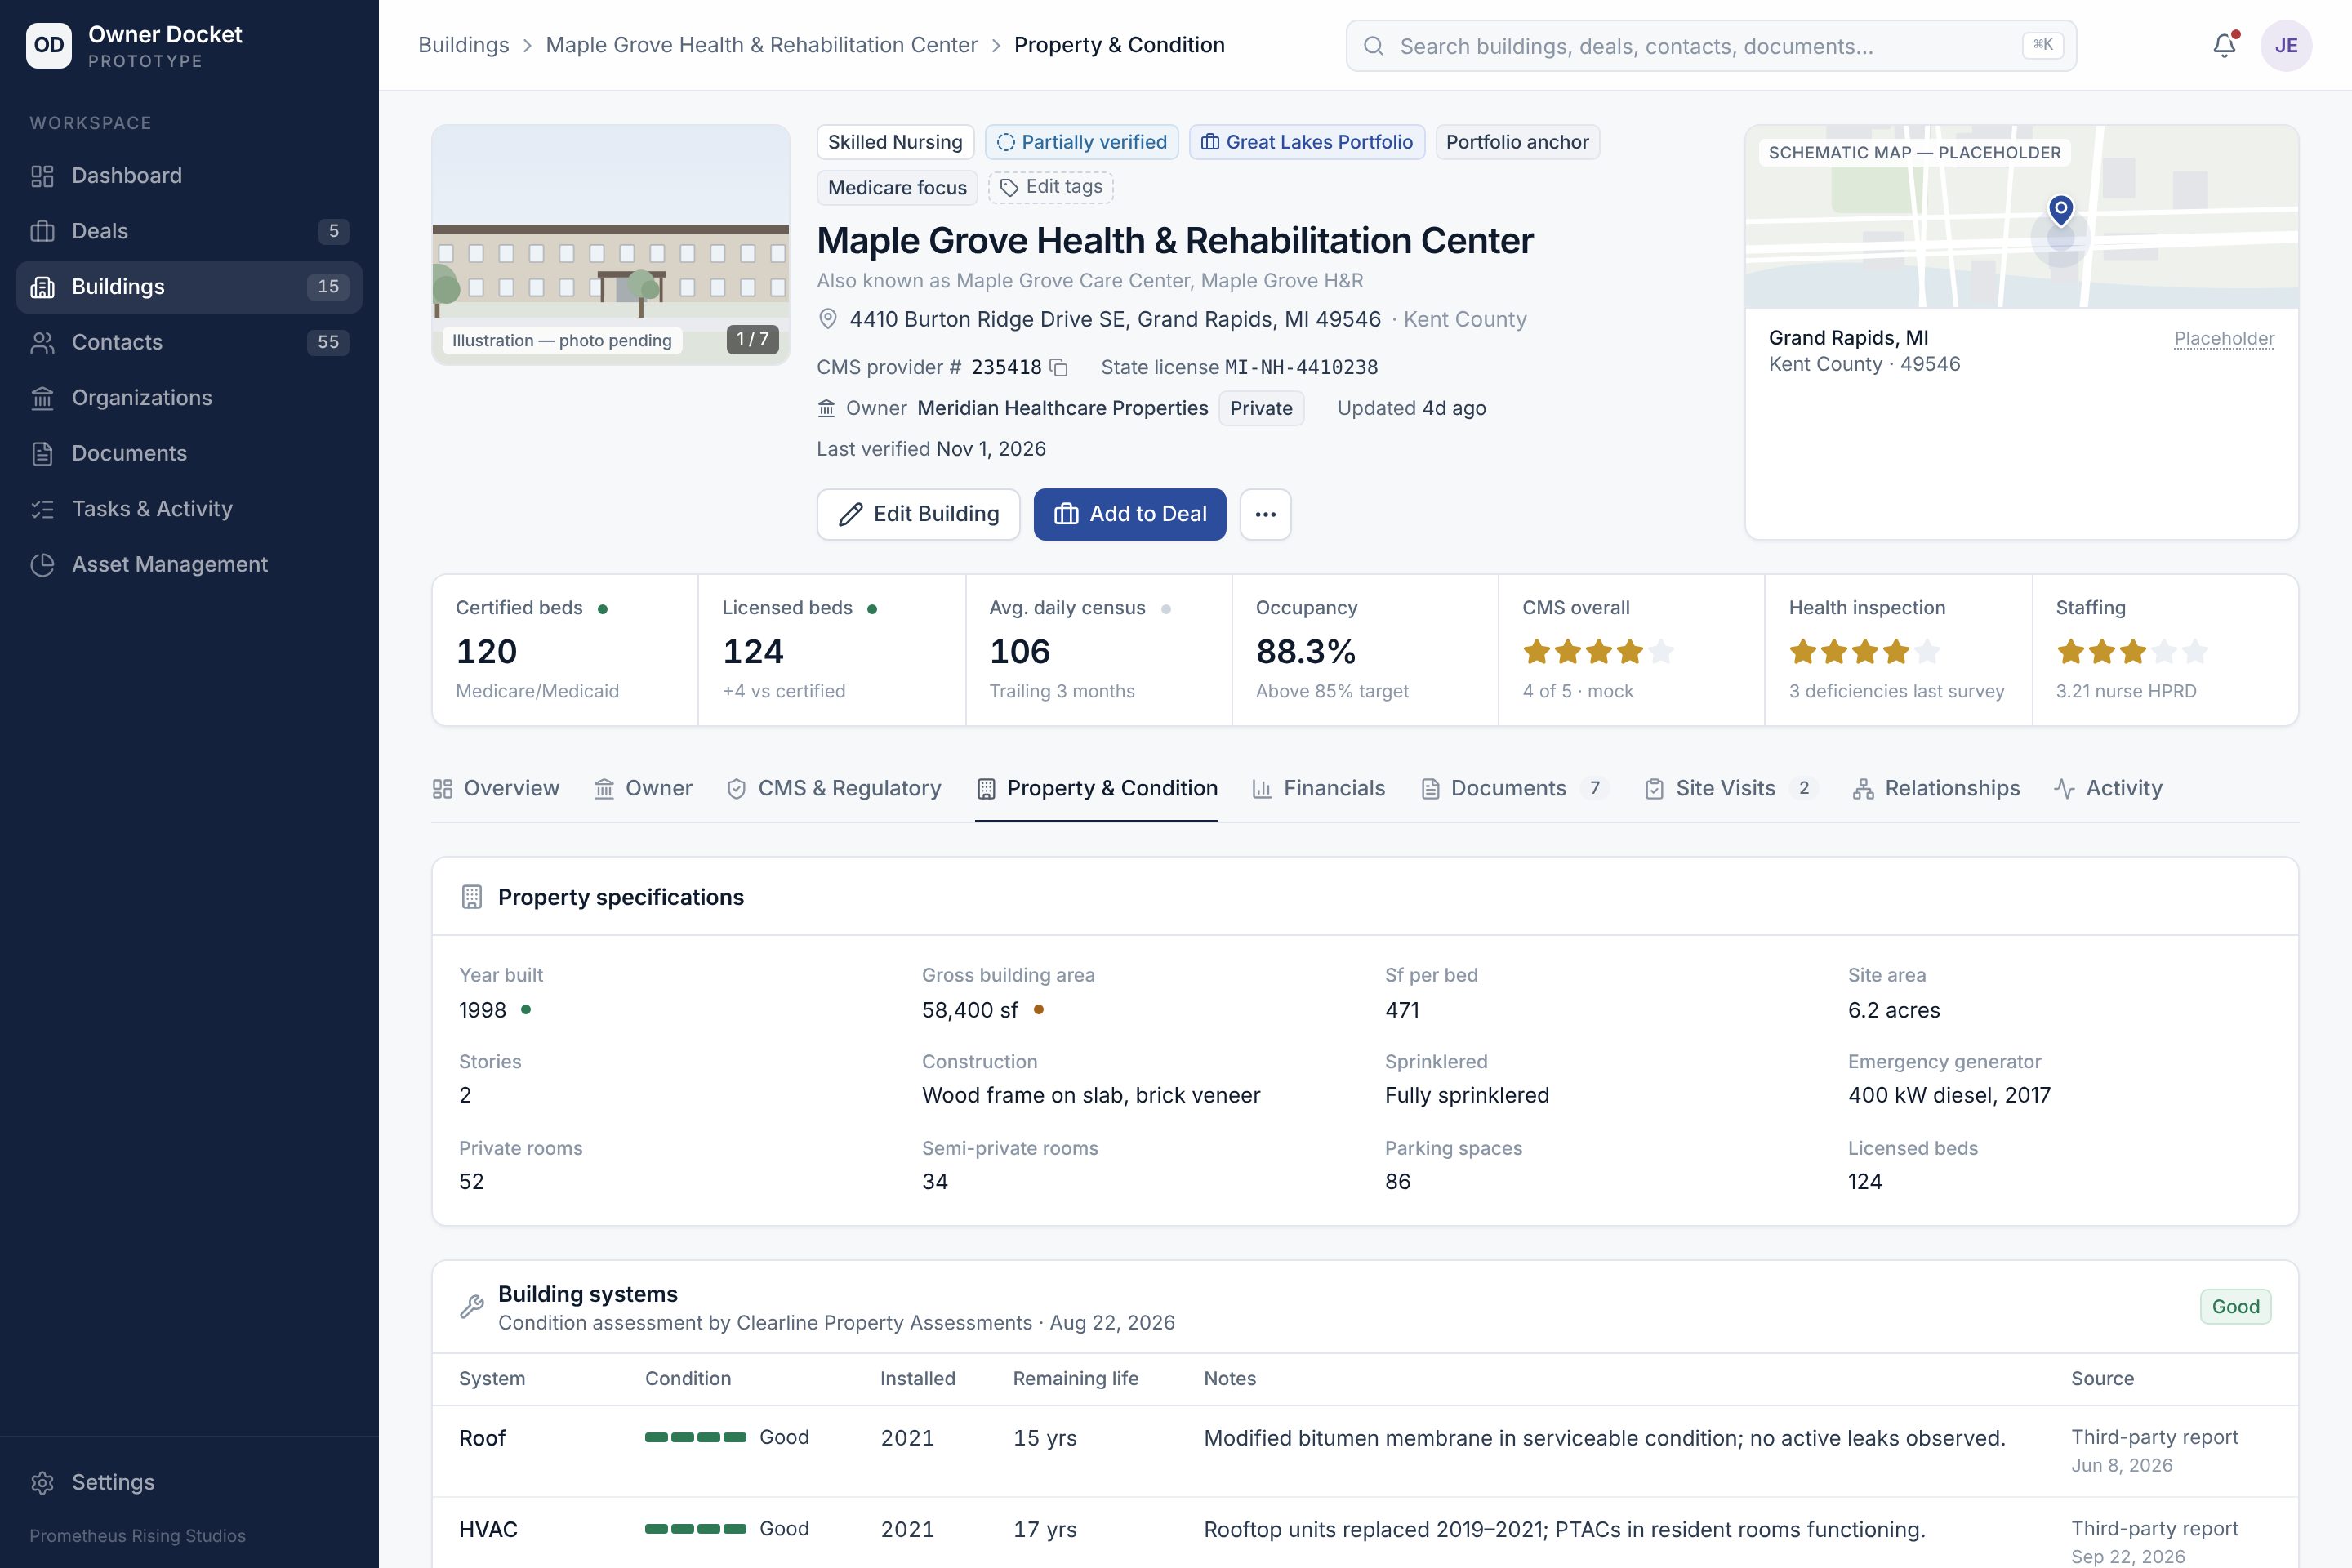 OD
Owner Docket
PROTOTYPE
WORKSPACE
Dashboard
Deals 5
Buildings 15
Contacts 55
Organizations
Documents
Tasks & Activity
Asset Management
Settings
Prometheus Rising Studios
Buildings > Maple Grove Health & Rehabilitation Center > Property & Condition
Search buildings, deals, contacts, documents... ⌘K
JE
Illustration — photo pending 1 / 7
Skilled Nursing Partially verified Great Lakes Portfolio Portfolio anchor
Medicare focus Edit tags
Maple Grove Health & Rehabilitation Center
Also known as Maple Grove Care Center, Maple Grove H&R
4410 Burton Ridge Drive SE, Grand Rapids, MI 49546 · Kent County
CMS provider # 235418 State license MI-NH-4410238
Owner Meridian Healthcare Properties Private Updated 4d ago
Last verified Nov 1, 2026
Edit Building Add to Deal ···
SCHEMATIC MAP — PLACEHOLDER
Grand Rapids, MI Placeholder
Kent County · 49546
Certified beds Licensed beds Avg. daily census Occupancy CMS overall Health inspection Staffing
120 124 106 88.3%
Medicare/Medicaid +4 vs certified Trailing 3 months Above 85% target 4 of 5 · mock 3 deficiencies last survey 3.21 nurse HPRD
Overview Owner CMS & Regulatory Property & Condition Financials Documents 7 Site Visits 2 Relationships Activity
Property specifications
Year built Gross building area Sf per bed Site area
1998 58,400 sf 471 6.2 acres
Stories Construction Sprinklered Emergency generator
2 Wood frame on slab, brick veneer Fully sprinklered 400 kW diesel, 2017
Private rooms Semi-private rooms Parking spaces Licensed beds
52 34 86 124
Building systems
Condition assessment by Clearline Property Assessments · Aug 22, 2026 Good
System Condition Installed Remaining life Notes Source
Roof Good 2021 15 yrs Modified bitumen membrane in serviceable condition; no active leaks observed. Third-party report
Jun 8, 2026
HVAC Good 2021 17 yrs Rooftop units replaced 2019–2021; PTACs in resident rooms functioning. Third-party report
Sep 22, 2026